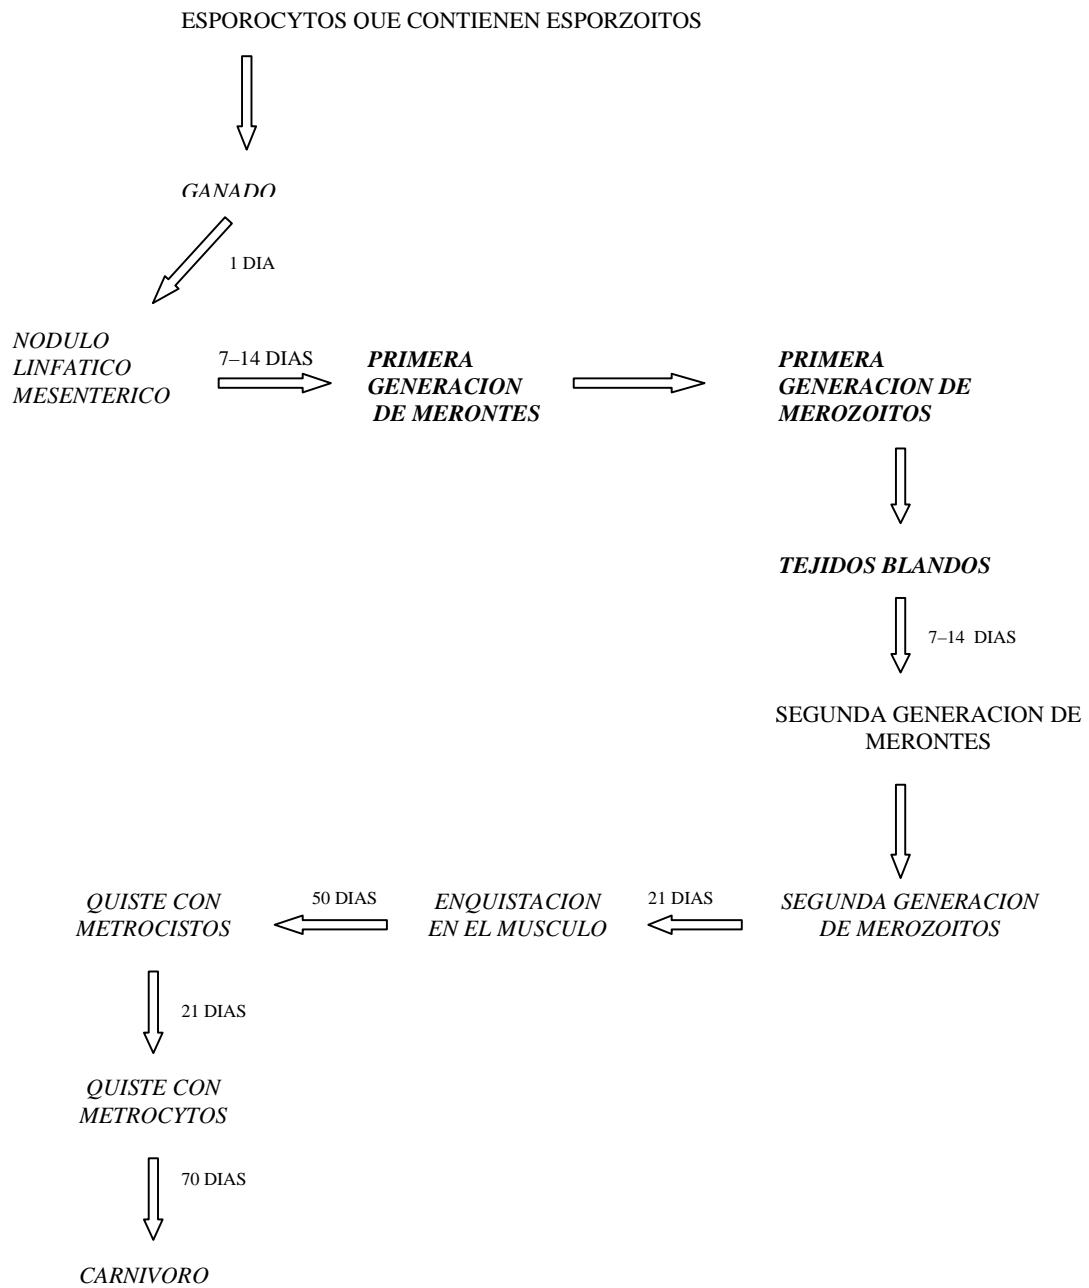 ESPOROCYTOS QUE CONTIENEN ESPORZOITOS
GANADO
1 DIA
NODULO
LINFATICO
MESENTERICO
7–14 DIAS
PRIMERA
GENERACION
DE MERONTES
PRIMERA
GENERACION DE
MEROZOITOS
TEJIDOS BLANDOS
7–14 DIAS
SEGUNDA GENERACION DE
MERONTES
SEGUNDA GENERACION
DE MEROZOITOS
21 DIAS
ENQUISTACION
EN EL MUSCULO
50 DIAS
QUISTE CON
METROCISTOS
21 DIAS
QUISTE CON
METROCYTOS
70 DIAS
CARNIVORO